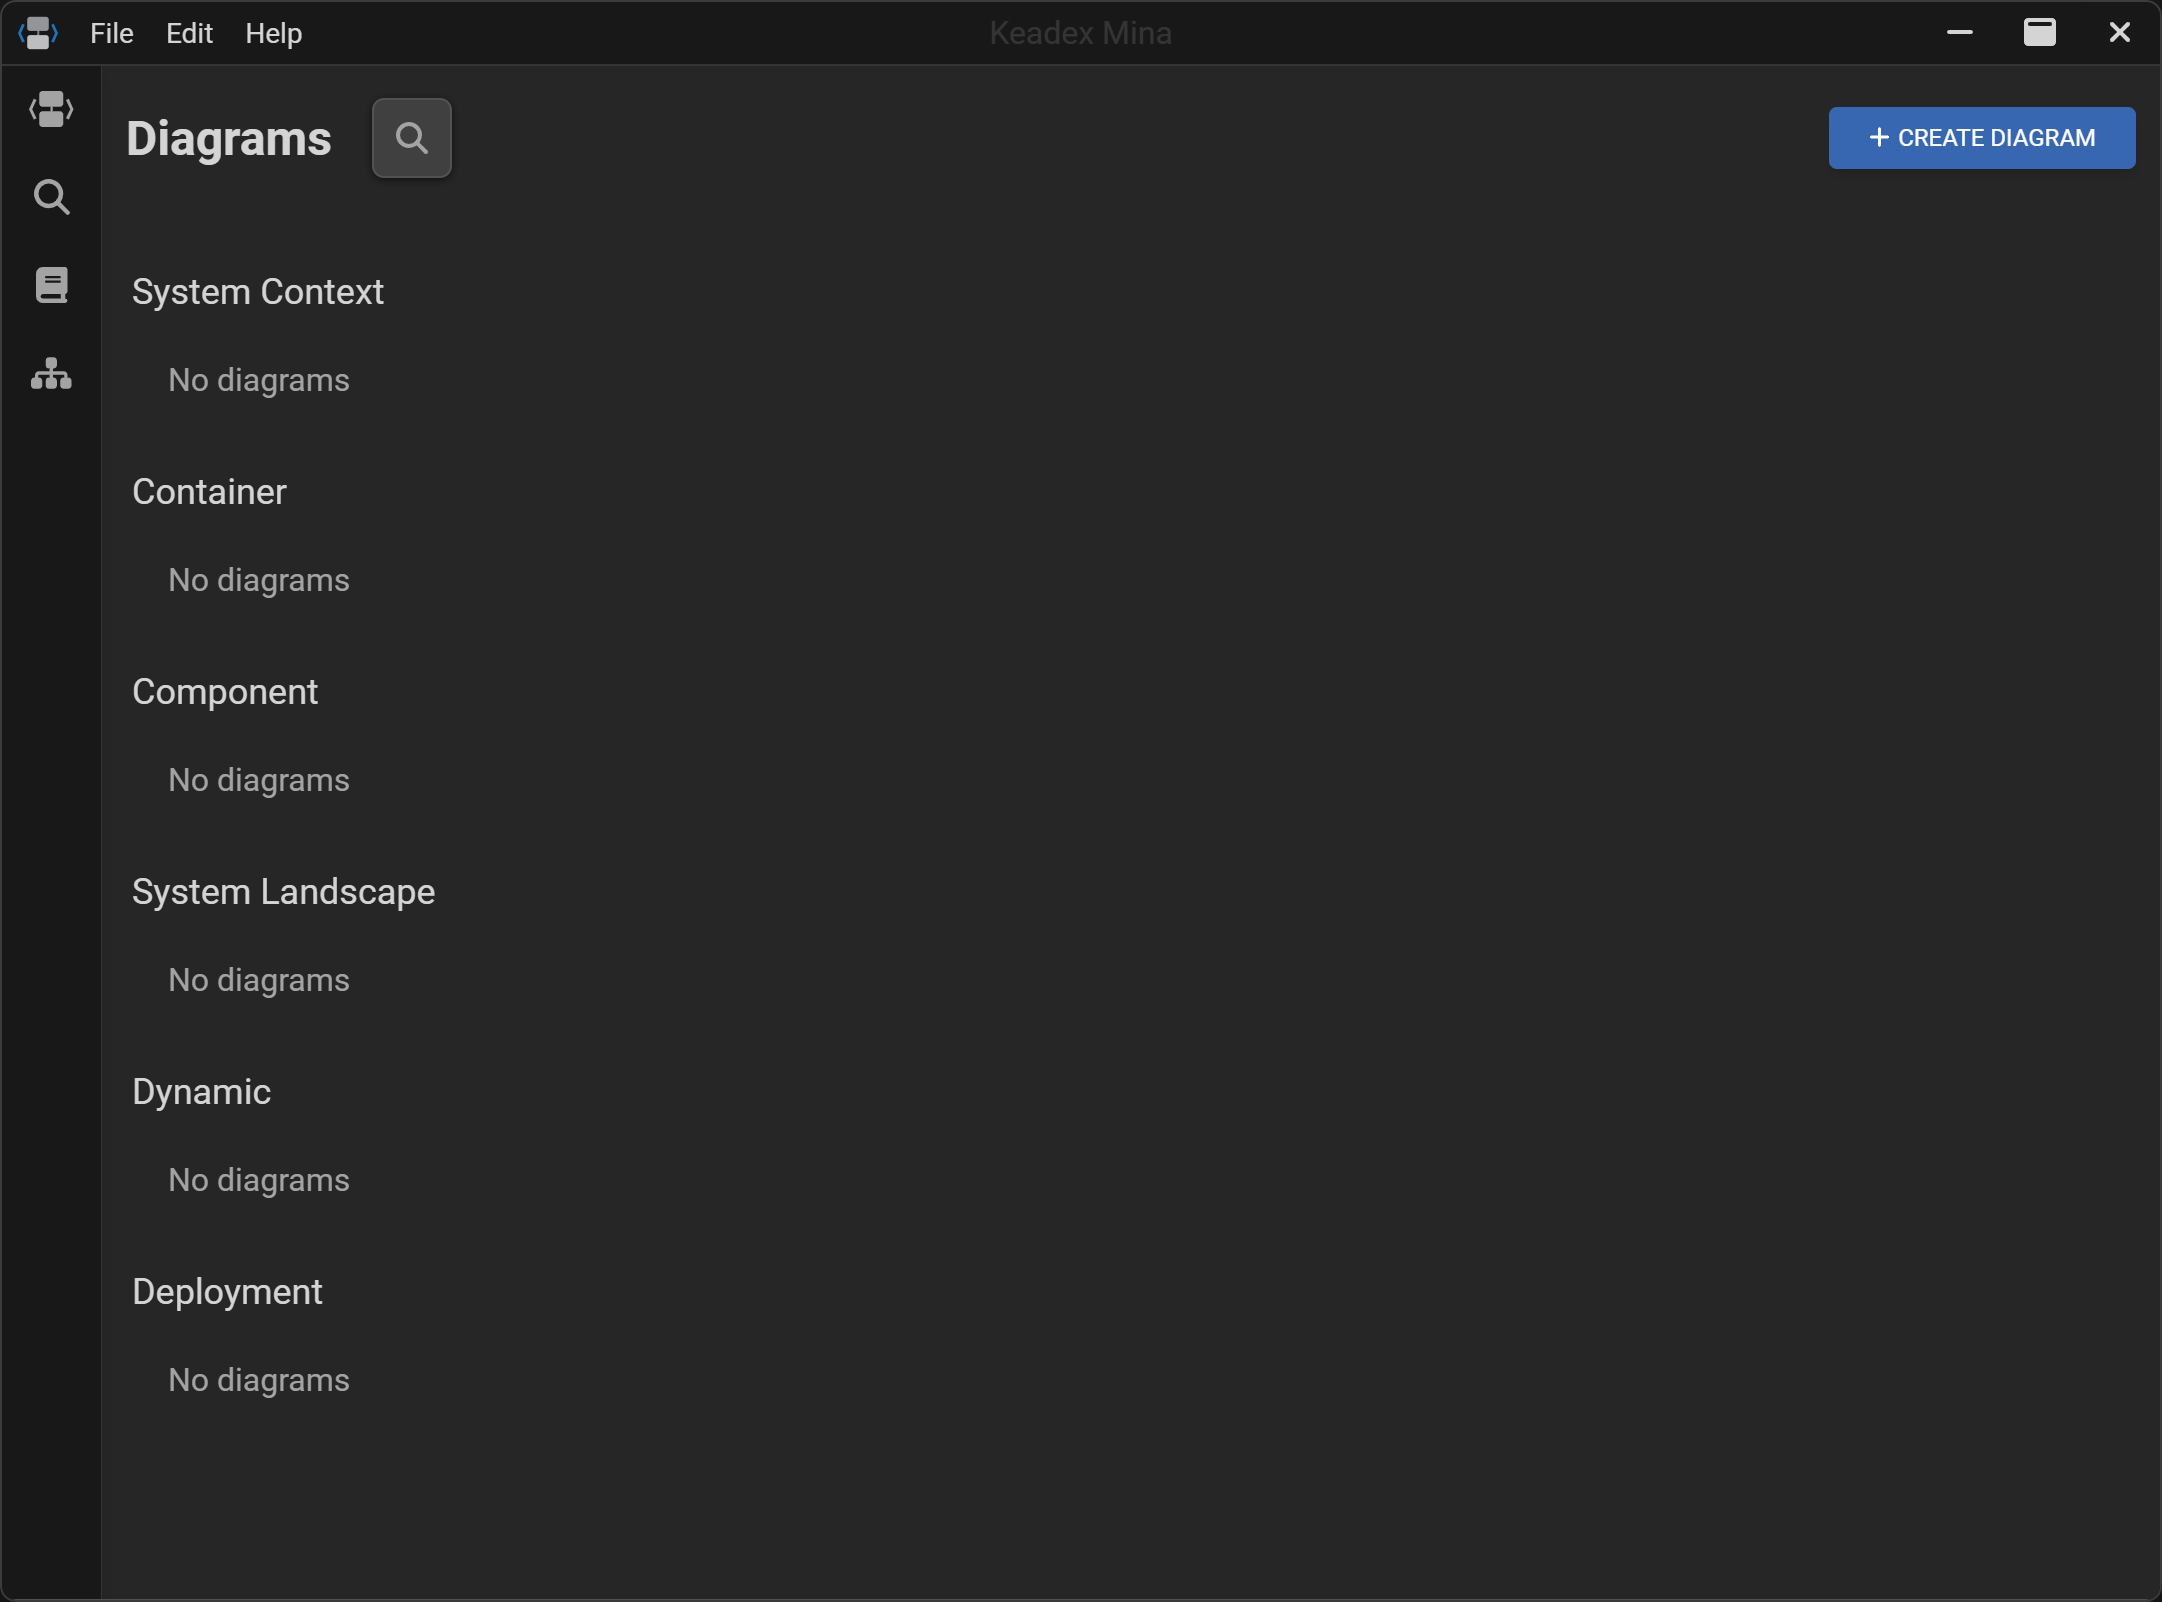 File Edit Help Keadex Mina
Diagrams + CREATE DIAGRAM
System Context
No diagrams
Container
No diagrams
Component
No diagrams
System Landscape
No diagrams
Dynamic
No diagrams
Deployment
No diagrams